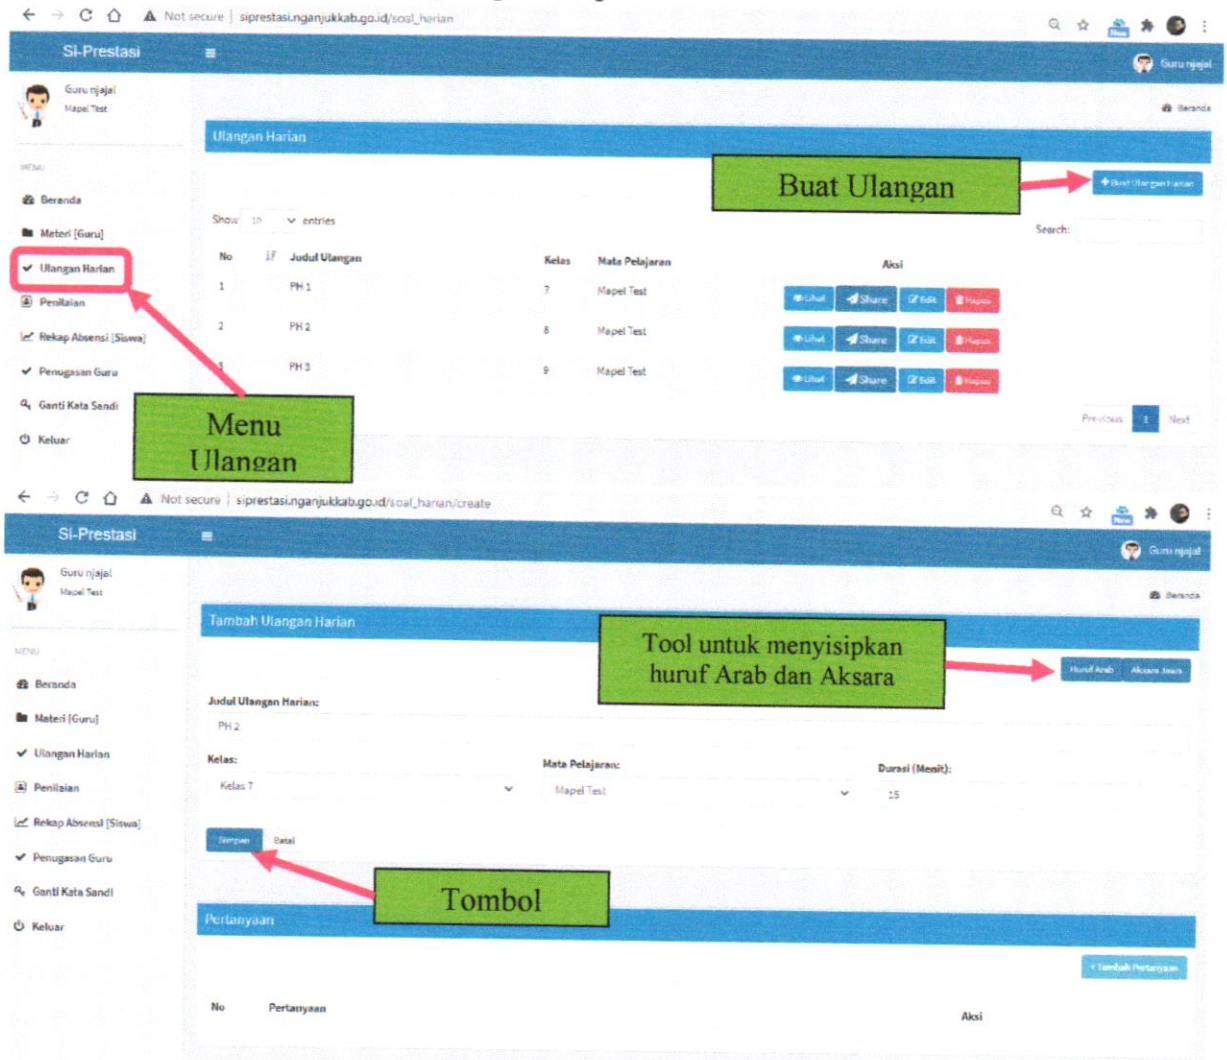 Not secure | siprestasi.nganjukkab.go.id/soal_harian
New
Si-Prestasi
Guru njajal
Guru njajal
Mapel Test
Beranda
Ulangan Harian
Buat Ulangan
+ Buat Ulangan Harian
MENU
Beranda
Materi [Guru]
Ulangan Harian
Penilaian
Rekap Absensi [Siswa]
Penugasan Guru
Ganti Kata Sandi
Keluar
Show 10 entries
Search:
No Judul Ulangan Kelas Mata Pelajaran Aksi
1 PH 1 7 Mapel Test Lihat Share Edit Hapus
2 PH 2 8 Mapel Test Lihat Share Edit Hapus
3 PH 3 9 Mapel Test Lihat Share Edit Hapus
Previous 1 Next
Menu
Ulangan
Not secure | siprestasi.nganjukkab.go.id/soal_harian/create
New
Si-Prestasi
Guru njajal
Guru njajal
Mapel Test
Beranda
Tambah Ulangan Harian
Tool untuk menyisipkan
huruf Arab dan Aksara
Huruf Arab Aksara Jawa
MENU
Beranda
Materi [Guru]
Ulangan Harian
Penilaian
Rekap Absensi [Siswa]
Penugasan Guru
Ganti Kata Sandi
Keluar
Judul Ulangan Harian:
PH 2
Kelas: Mata Pelajaran: Durasi (Menit):
Kelas 7 Mapel Test 15
Simpan Batal
Tombol
Pertanyaan
+ Tambah Pertanyaan
No Pertanyaan Aksi